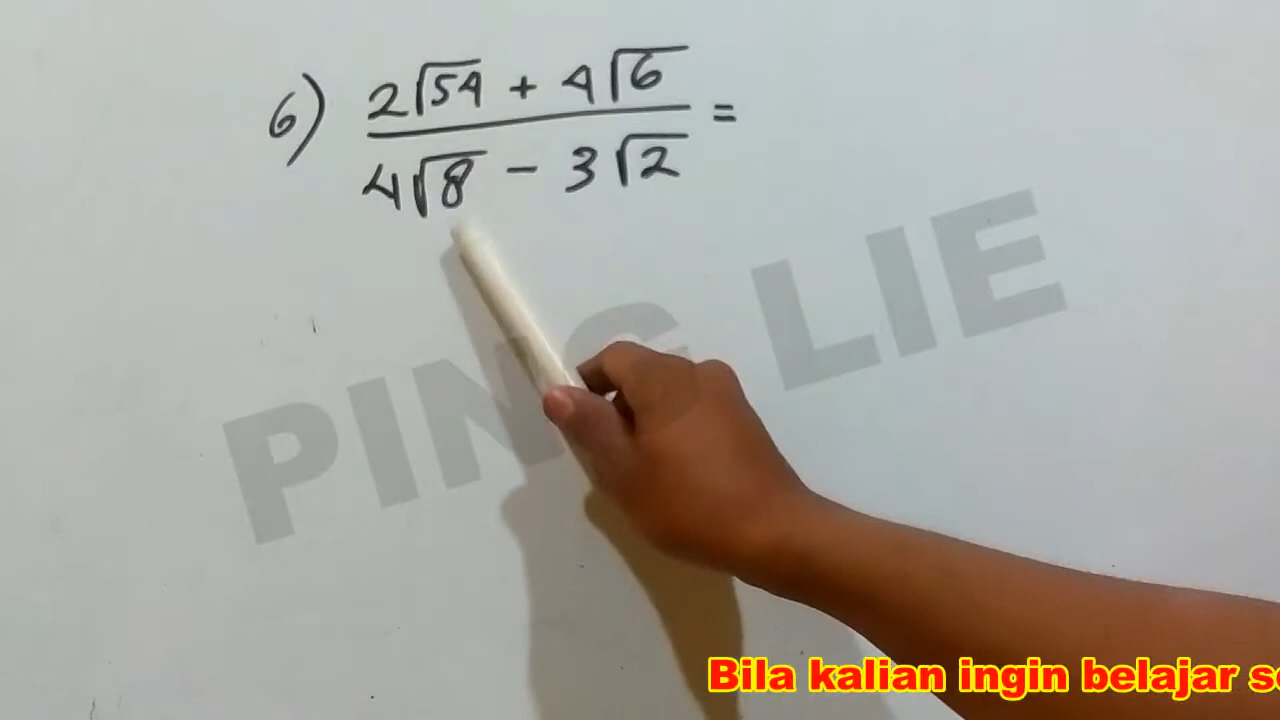 6) 2√54 + 4√6 =
4√8 - 3√2
PING LIE
Bila kalian ingin belajar